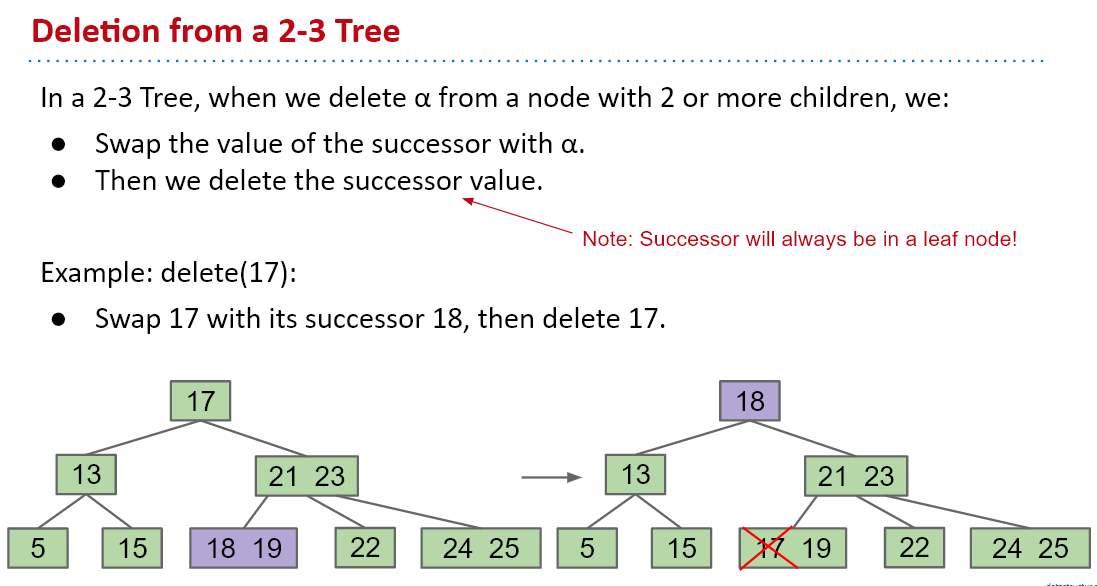 Deletion from a 2-3 Tree
In a 2-3 Tree, when we delete α from a node with 2 or more children, we:
● Swap the value of the successor with α.
● Then we delete the successor value.
Note: Successor will always be in a leaf node!
Example: delete(17):
● Swap 17 with its successor 18, then delete 17.
17
18
13
21 23
13
21 23
5
15
18 19
22
24 25
5
15
17 19
22
24 25